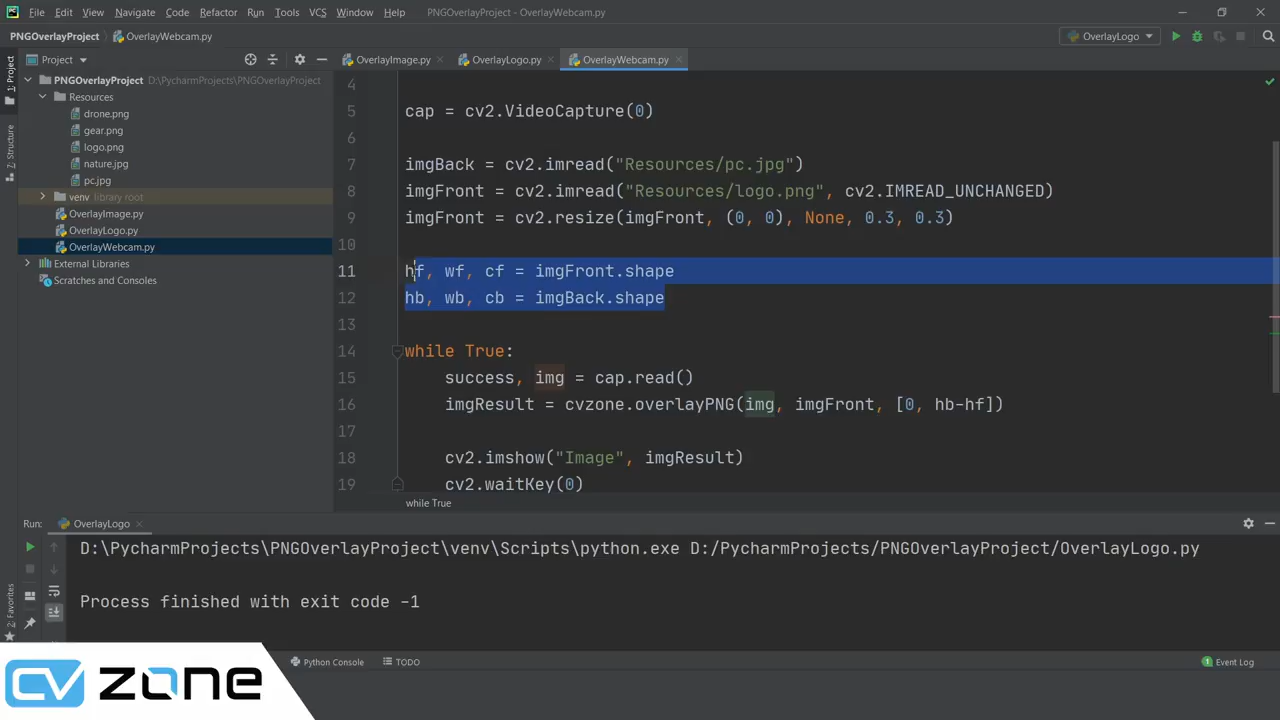 File Edit View Navigate Code Refactor Run Tools VCS Window Help PNGOverlayProject - OverlayWebcam.py
PNGOverlayProject OverlayWebcam.py OverlayLogo
Project OverlayImage.py OverlayLogo.py OverlayWebcam.py
1: Project
PNGOverlayProject D:\PycharmProjects\PNGOverlayProject
Resources
drone.png
gear.png
logo.png
nature.jpg
pc.jpg
venv library root
OverlayImage.py
OverlayLogo.py
OverlayWebcam.py
External Libraries
Scratches and Consoles
7: Structure
4
5 cap = cv2.VideoCapture(0)
6
7 imgBack = cv2.imread("Resources/pc.jpg")
8 imgFront = cv2.imread("Resources/logo.png", cv2.IMREAD_UNCHANGED)
9 imgFront = cv2.resize(imgFront, (0, 0), None, 0.3, 0.3)
10
11 hf, wf, cf = imgFront.shape
12 hb, wb, cb = imgBack.shape
13
14 while True:
15 success, img = cap.read()
16 imgResult = cvzone.overlayPNG(img, imgFront, [0, hb-hf])
17
18 cv2.imshow("Image", imgResult)
19 cv2.waitKey(0)
while True
Run: OverlayLogo
D:\PycharmProjects\PNGOverlayProject\venv\Scripts\python.exe D:/PycharmProjects/PNGOverlayProject/OverlayLogo.py
Process finished with exit code -1
2: Favorites
Python Console TODO 1 Event Log
CV zone